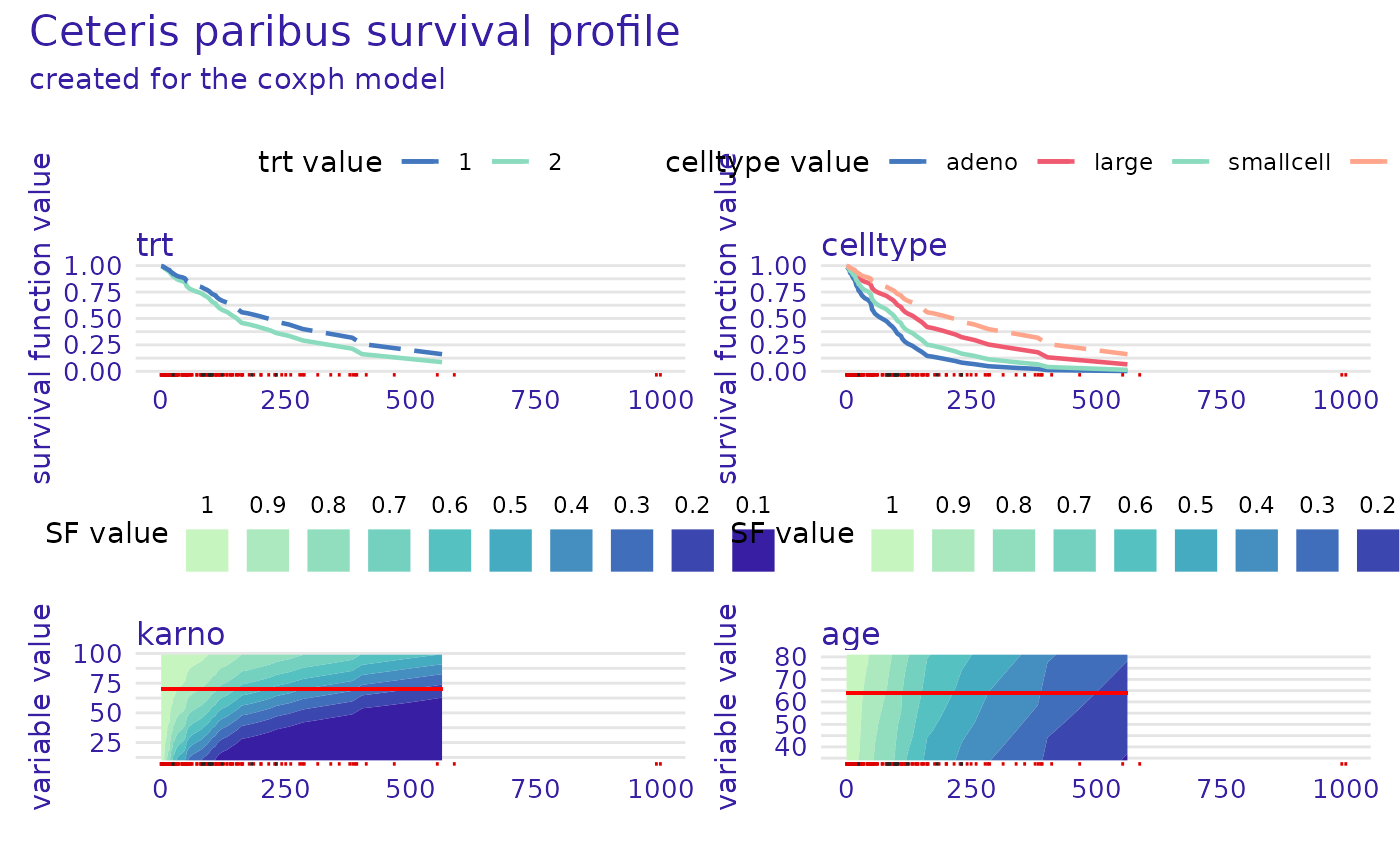 Ceteris paribus survival profile
created for the coxph model
trt value 1 2
celltype value adeno large smallcell
survival function value
trt
1.00
0.75
0.50
0.25
0.00
0 250 500 750 1000
survival function value
celltype
1.00
0.75
0.50
0.25
0.00
0 250 500 750 1000
1 0.9 0.8 0.7 0.6 0.5 0.4 0.3 0.2 0.1
SF value
1 0.9 0.8 0.7 0.6 0.5 0.4 0.3 0.2
SF value
variable value
karno
100
75
50
25
0 250 500 750 1000
variable value
age
80
70
60
50
40
0 250 500 750 1000